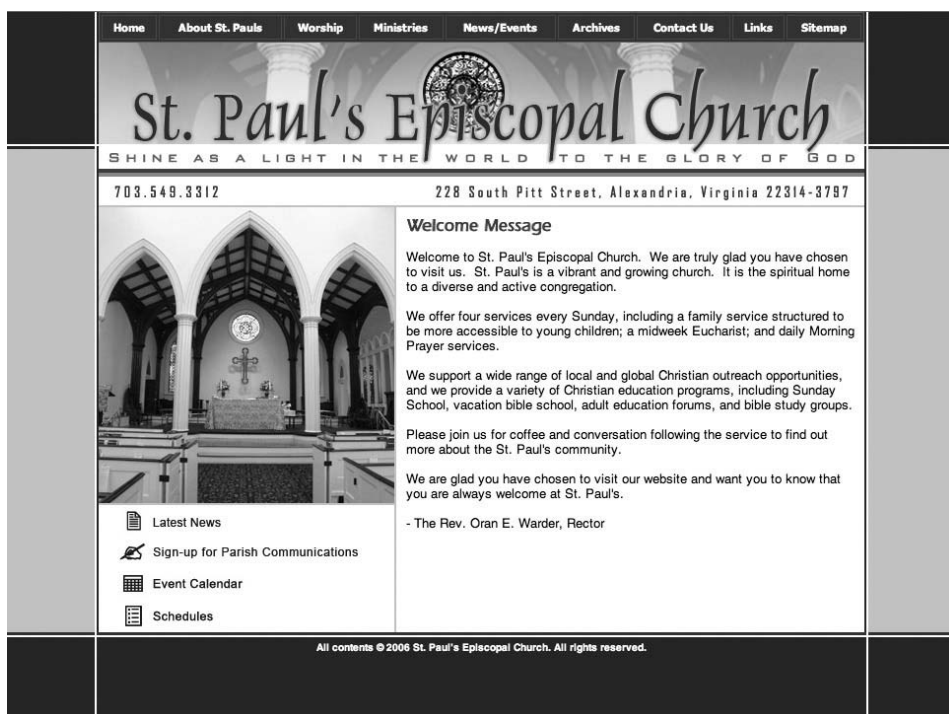 Home About St. Pauls Worship Ministries News/Events Archives Contact Us Links Sitemap
St. Paul's Episcopal Church
SHINE AS A LIGHT IN THE WORLD TO THE GLORY OF GOD
703.549.3312 228 South Pitt Street, Alexandria, Virginia 22314-3797
Welcome Message
Welcome to St. Paul's Episcopal Church. We are truly glad you have chosen
to visit us. St. Paul's is a vibrant and growing church. It is the spiritual home
to a diverse and active congregation.
We offer four services every Sunday, including a family service structured to
be more accessible to young children; a midweek Eucharist; and daily Morning
Prayer services.
We support a wide range of local and global Christian outreach opportunities,
and we provide a variety of Christian education programs, including Sunday
School, vacation bible school, adult education forums, and bible study groups.
Please join us for coffee and conversation following the service to find out
more about the St. Paul's community.
We are glad you have chosen to visit our website and want you to know that
you are always welcome at St. Paul's.
- The Rev. Oran E. Warder, Rector
Latest News
Sign-up for Parish Communications
Event Calendar
Schedules
All contents © 2006 St. Paul's Episcopal Church. All rights reserved.